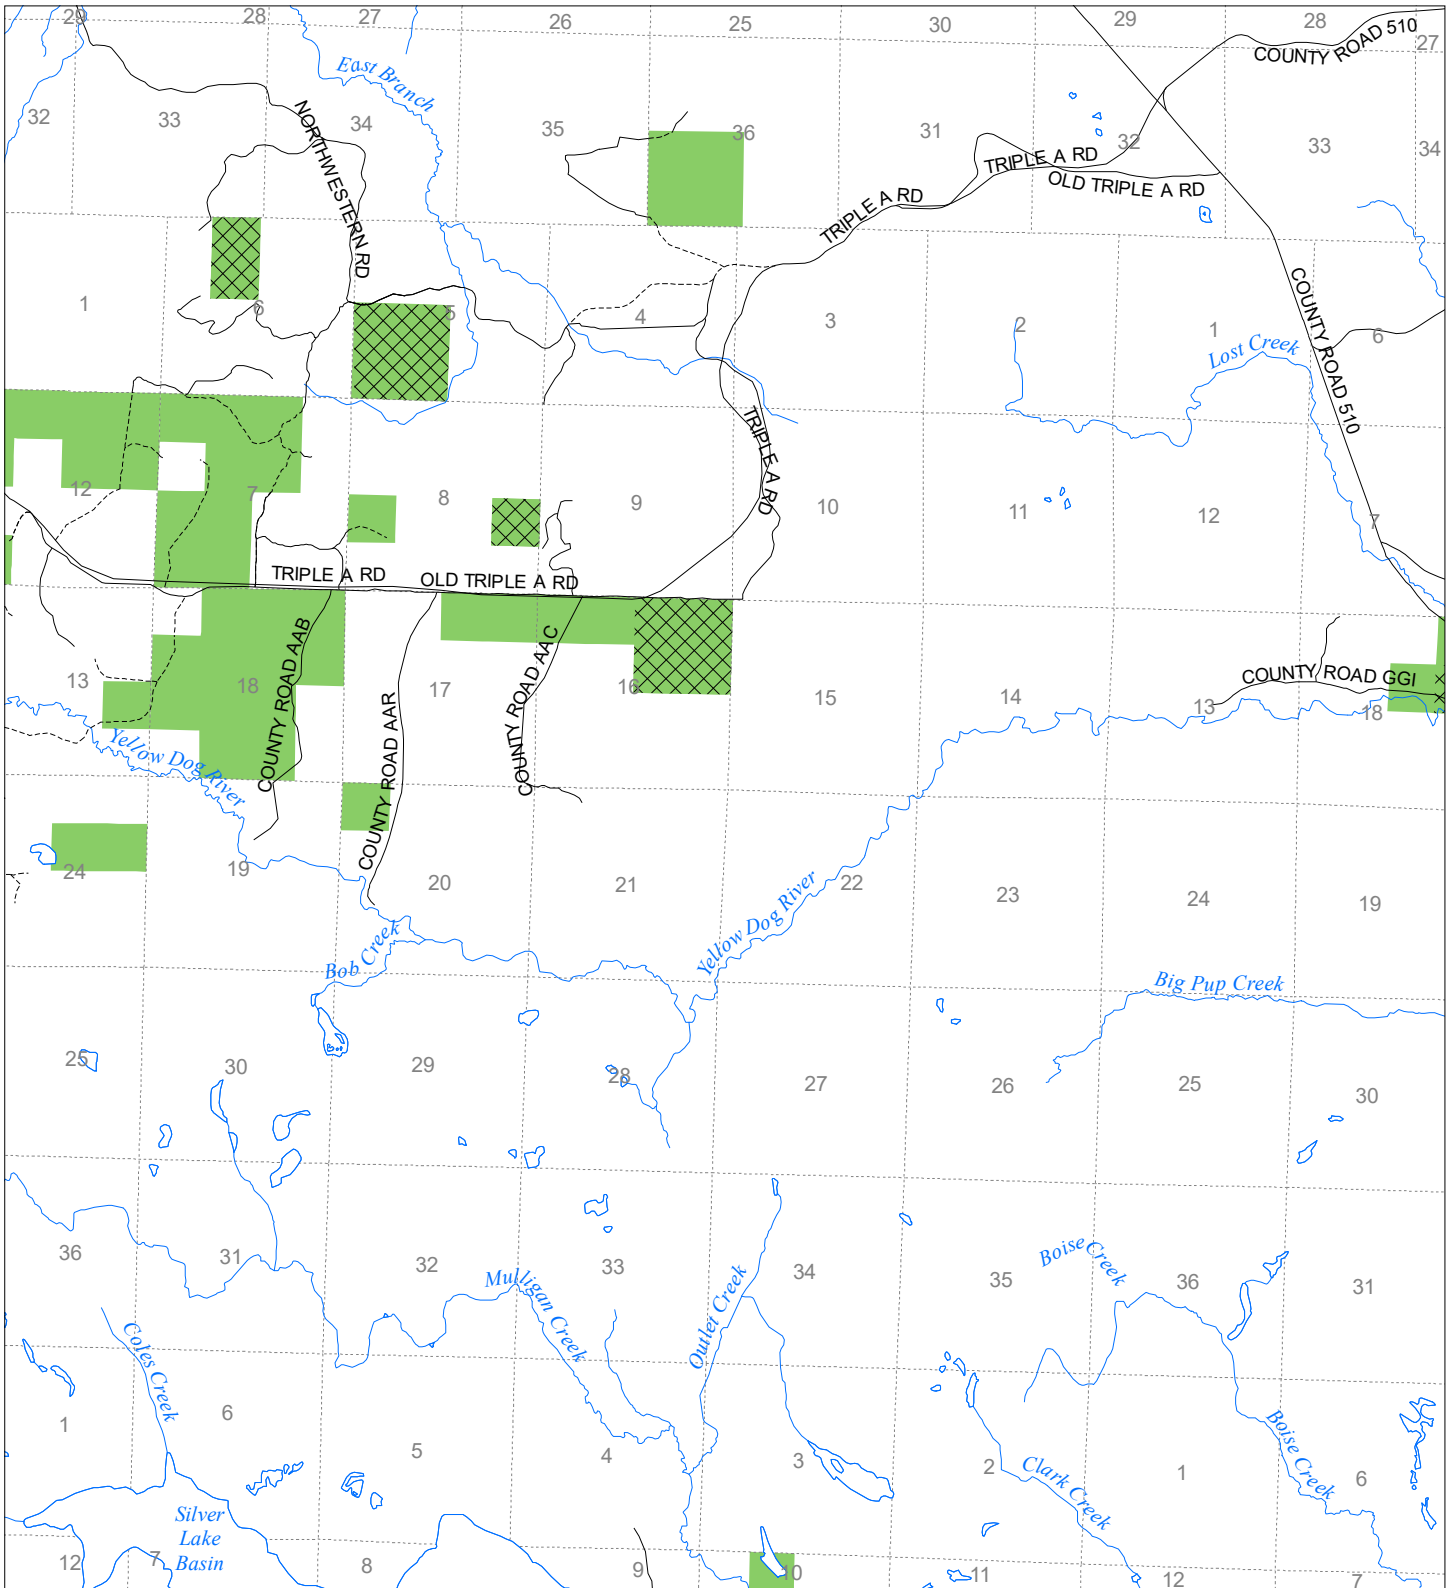 29
28
27
26
25
30
29
28
27
COUNTY ROAD 510
East Branch
32
33
NORTHWESTERN RD
34
35
36
31
32
33
34
TRIPLE A RD
OLD TRIPLE A RD
TRIPLE A RD
1
6
5
4
3
2
1
6
Lost Creek
COUNTY ROAD 510
TRIPLE A RD
12
7
8
9
10
11
12
7
TRIPLE A RD
OLD TRIPLE A RD
13
18
17
16
15
14
13
18
COUNTY ROAD GGI
COUNTY ROAD AAB
COUNTY ROAD AAR
COUNTY ROAD AAC
Yellow Dog River
24
19
20
21
22
23
24
19
Yellow Dog River
Bob Creek
Big Pup Creek
25
30
29
28
27
26
25
30
36
31
32
33
34
35
36
31
Mulligan Creek
Outlet Creek
Boise Creek
Coles Creek
1
6
5
4
3
2
1
6
Clark Creek
Boise Creek
Silver
Lake
Basin
12
7
8
9
10
11
12
7